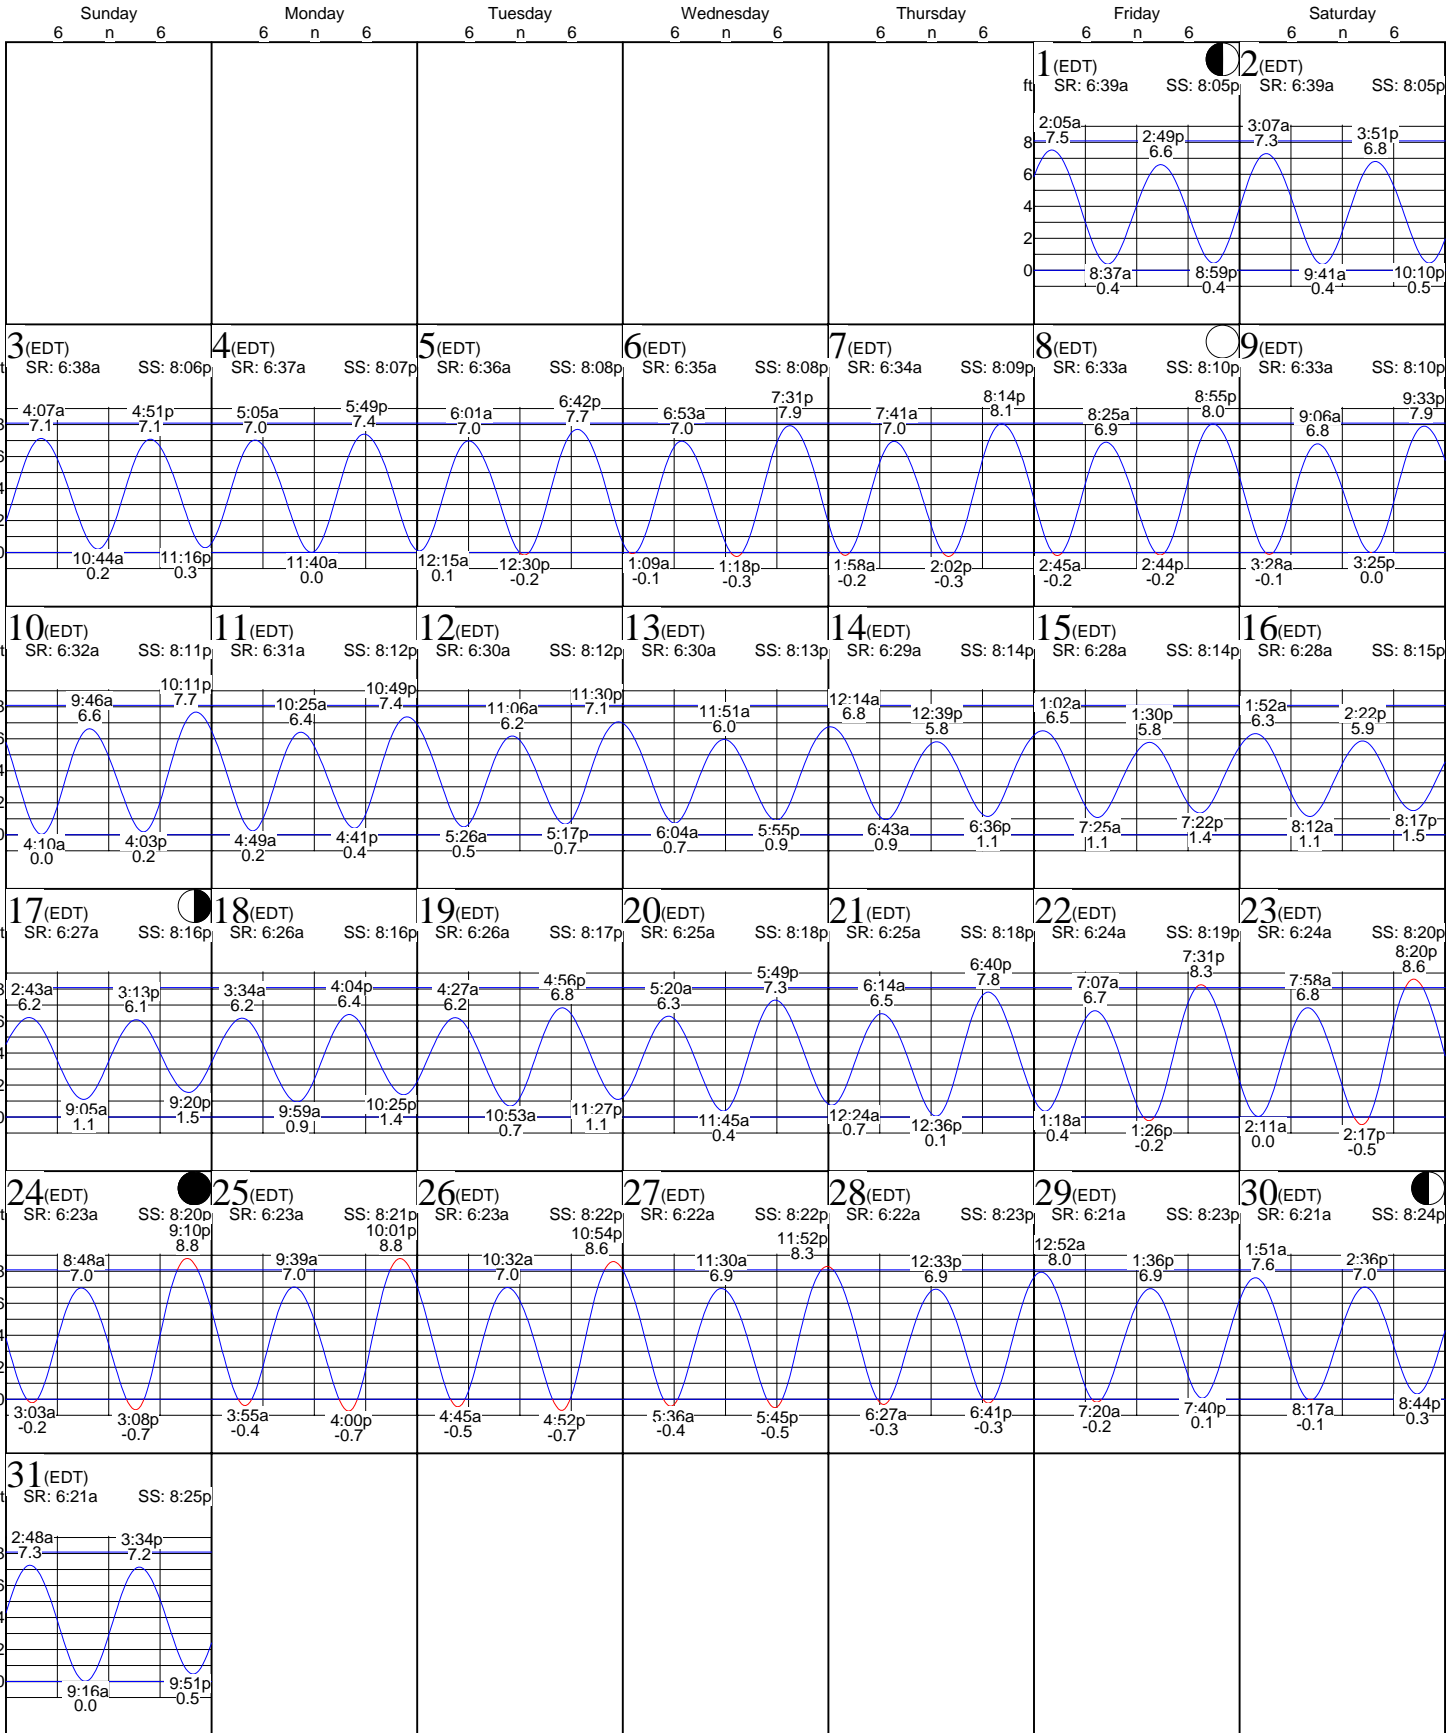 Sunday Monday Tuesday Wednesday Thursday Friday Saturday
6 n 6 6 n 6 6 n 6 6 n 6 6 n 6 6 n 6 6 n 6
1(EDT) 2(EDT)
ft SR: 6:39a SS: 8:05p SR: 6:39a SS: 8:05p
2:05a 7.5 2:49p 6.6 3:07a 7.3 3:51p 6.8
8
6
4
2
0
8:37a 0.4 8:59p 0.4 9:41a 0.4 10:10p 0.5
3(EDT) 4(EDT) 5(EDT) 6(EDT) 7(EDT) 8(EDT) 9(EDT)
SR: 6:38a SS: 8:06p SR: 6:37a SS: 8:07p SR: 6:36a SS: 8:08p SR: 6:35a SS: 8:08p SR: 6:34a SS: 8:09p SR: 6:33a SS: 8:10p SR: 6:33a SS: 8:10p
4:07a 7.1 4:51p 7.1 5:05a 7.0 5:49p 7.4 6:01a 7.0 6:42p 7.7 6:53a 7.0 7:31p 7.9 7:41a 7.0 8:14p 8.1 8:25a 6.9 8:55p 8.0 9:06a 6.8 9:33p 7.9
10:44a 0.2 11:16p 0.3 11:40a 0.0 12:15a 0.1 12:30p -0.2 1:09a -0.1 1:18p -0.3 1:58a -0.2 2:02p -0.3 2:45a -0.2 2:44p -0.2 3:28a -0.1 3:25p 0.0
10(EDT) 11(EDT) 12(EDT) 13(EDT) 14(EDT) 15(EDT) 16(EDT)
SR: 6:32a SS: 8:11p SR: 6:31a SS: 8:12p SR: 6:30a SS: 8:12p SR: 6:30a SS: 8:13p SR: 6:29a SS: 8:14p SR: 6:28a SS: 8:14p SR: 6:28a SS: 8:15p
9:46a 6.6 10:11p 7.7 10:25a 6.4 10:49p 7.4 11:06a 6.2 11:30p 7.1 11:51a 6.0 12:14a 6.8 12:39p 5.8 1:02a 6.5 1:30p 5.8 1:52a 6.3 2:22p 5.9
4:10a 0.0 4:03p 0.2 4:49a 0.2 4:41p 0.4 5:26a 0.5 5:17p 0.7 6:04a 0.7 5:55p 0.9 6:43a 0.9 6:36p 1.1 7:25a 1.1 7:22p 1.4 8:12a 1.1 8:17p 1.5
17(EDT) 18(EDT) 19(EDT) 20(EDT) 21(EDT) 22(EDT) 23(EDT)
SR: 6:27a SS: 8:16p SR: 6:26a SS: 8:16p SR: 6:26a SS: 8:17p SR: 6:25a SS: 8:18p SR: 6:25a SS: 8:18p SR: 6:24a SS: 8:19p SR: 6:24a SS: 8:20p
2:43a 6.2 3:13p 6.1 3:34a 6.2 4:04p 6.4 4:27a 6.2 4:56p 6.8 5:20a 6.3 5:49p 7.3 6:14a 6.5 6:40p 7.8 7:07a 6.7 7:31p 8.3 7:58a 6.8 8:20p 8.6
9:05a 1.1 9:20p 1.5 9:59a 0.9 10:25p 1.4 10:53a 0.7 11:27p 1.1 11:45a 0.4 12:24a 0.7 12:36p 0.1 1:18a 0.4 1:26p -0.2 2:11a 0.0 2:17p -0.5
24(EDT) 25(EDT) 26(EDT) 27(EDT) 28(EDT) 29(EDT) 30(EDT)
SR: 6:23a SS: 8:20p SR: 6:23a SS: 8:21p SR: 6:23a SS: 8:22p SR: 6:22a SS: 8:22p SR: 6:22a SS: 8:23p SR: 6:21a SS: 8:23p SR: 6:21a SS: 8:24p
8:48a 7.0 9:10p 8.8 9:39a 7.0 10:01p 8.8 10:32a 7.0 10:54p 8.6 11:30a 6.9 11:52p 8.3 12:33p 6.9 12:52a 8.0 1:36p 6.9 1:51a 7.6 2:36p 7.0
3:03a -0.2 3:08p -0.7 3:55a -0.4 4:00p -0.7 4:45a -0.5 4:52p -0.7 5:36a -0.4 5:45p -0.5 6:27a -0.3 6:41p -0.3 7:20a -0.2 7:40p 0.1 8:17a -0.1 8:44p 0.3
31(EDT)
SR: 6:21a SS: 8:25p
2:48a 7.3 3:34p 7.2
9:16a 0.0 9:51p 0.5